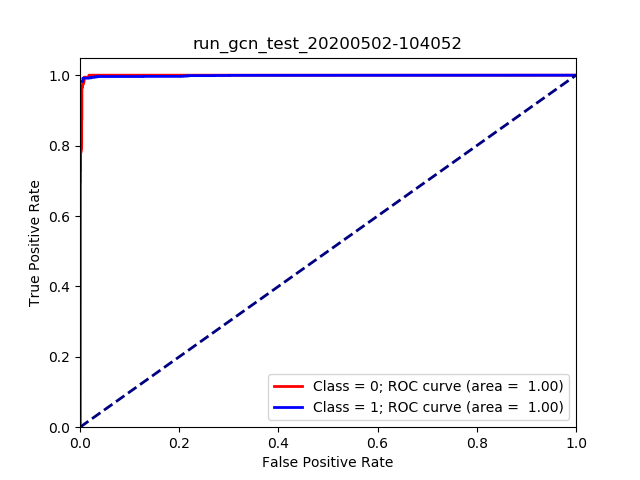 run_gcn_test_20200502-104052
1.0
0.8
0.6
0.4
0.2
0.0
True Positive Rate
Class = 0; ROC curve (area =  1.00)
Class = 1; ROC curve (area =  1.00)
0.0 0.2 0.4 0.6 0.8 1.0
False Positive Rate